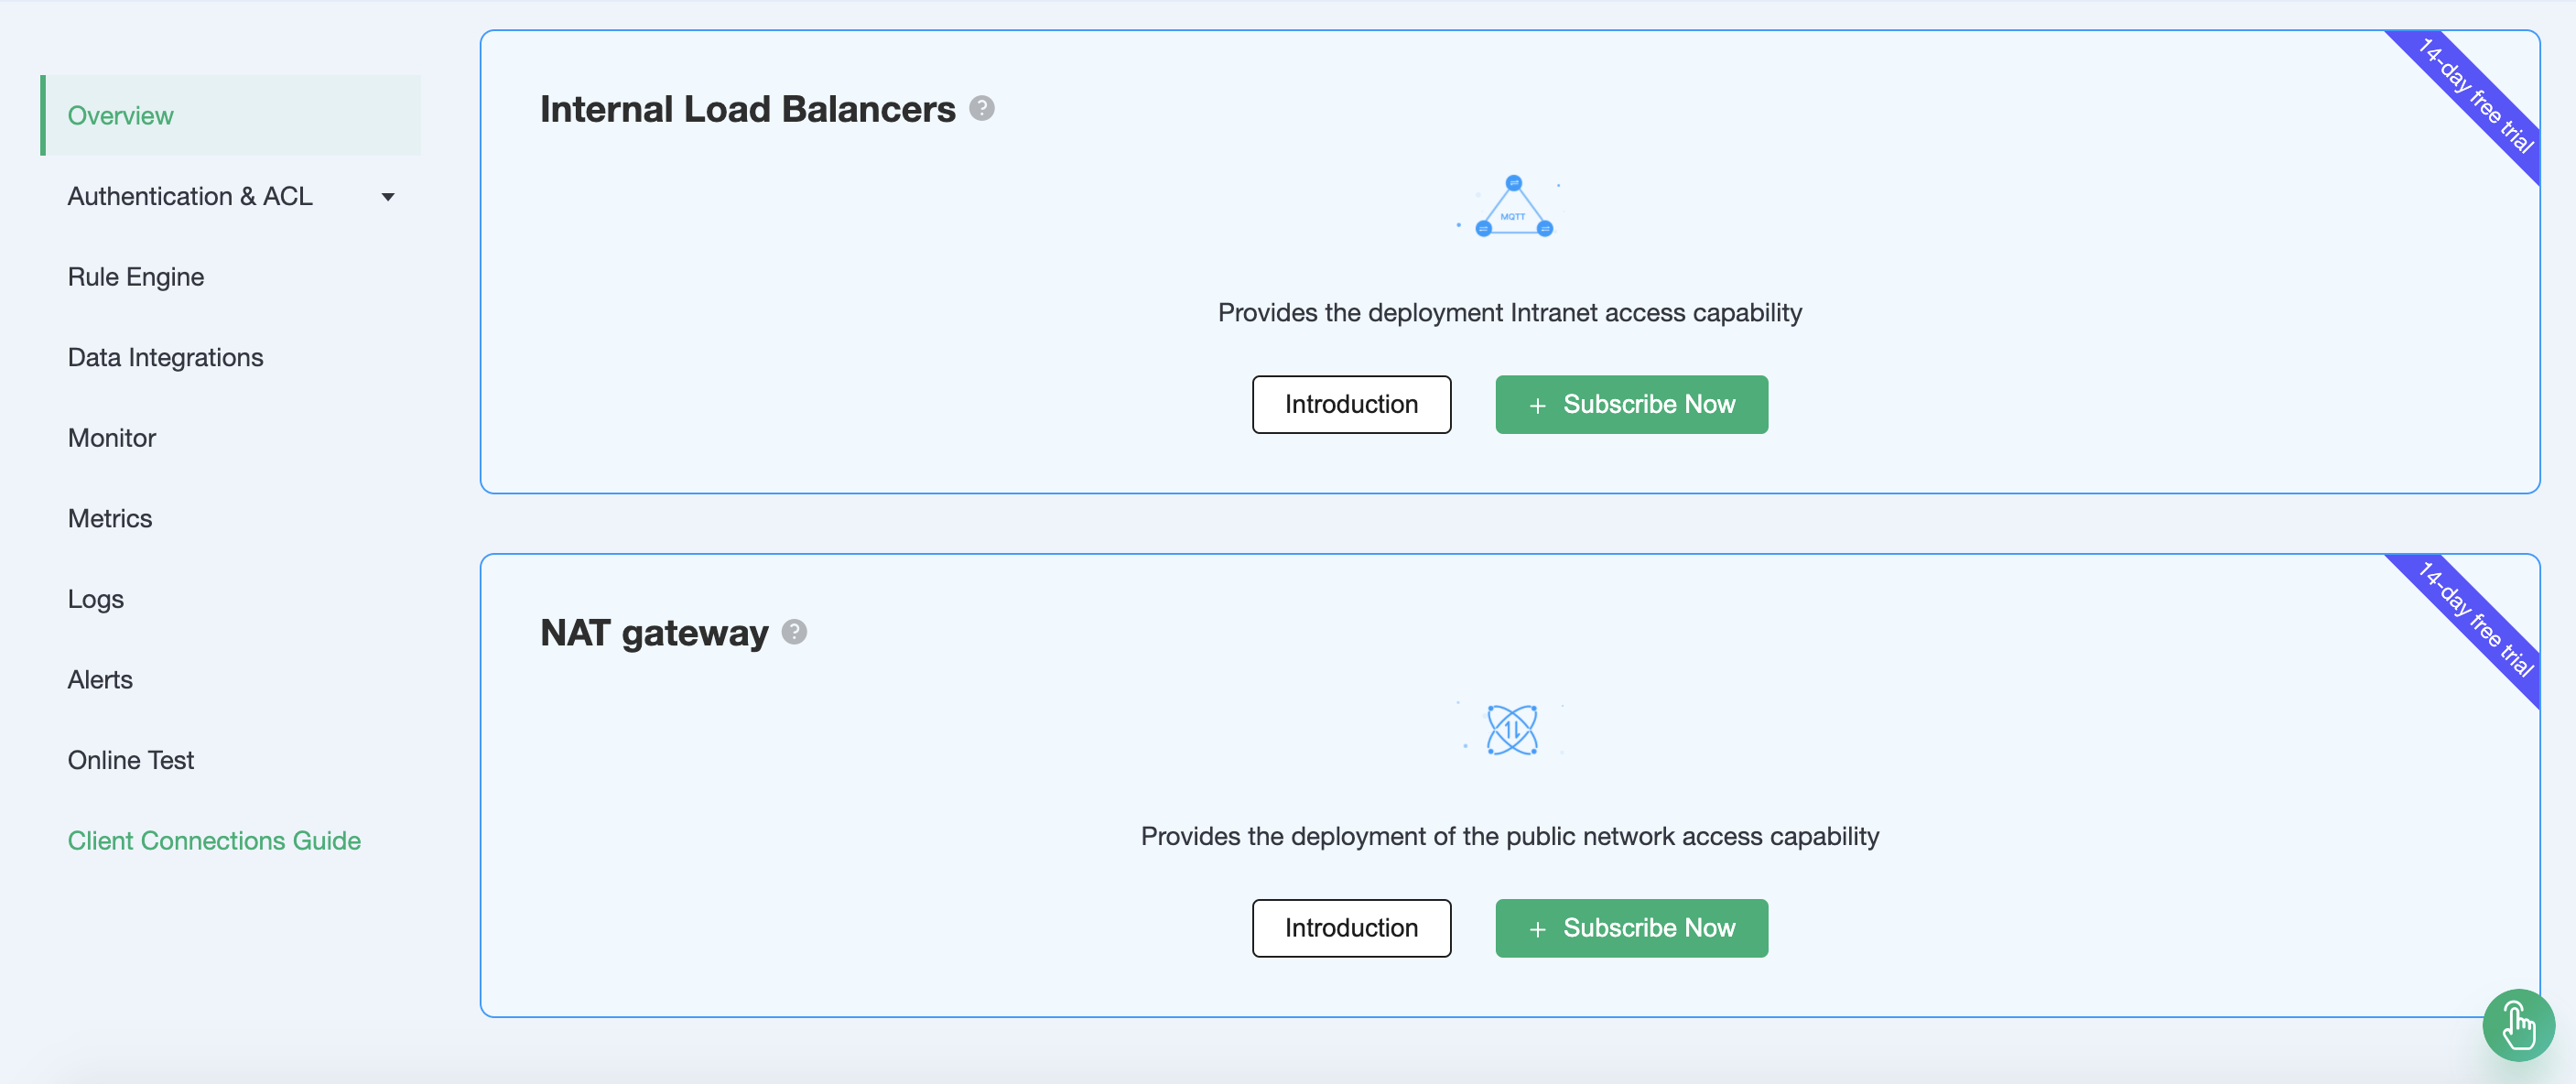 Overview
Authentication & ACL
Rule Engine
Data Integrations
Monitor
Metrics
Logs
Alerts
Online Test
Client Connections Guide
Internal Load Balancers ?
14-day free trial
MQTT
Provides the deployment Intranet access capability
Introduction
+ Subscribe Now
NAT gateway ?
14-day free trial
Provides the deployment of the public network access capability
Introduction
+ Subscribe Now